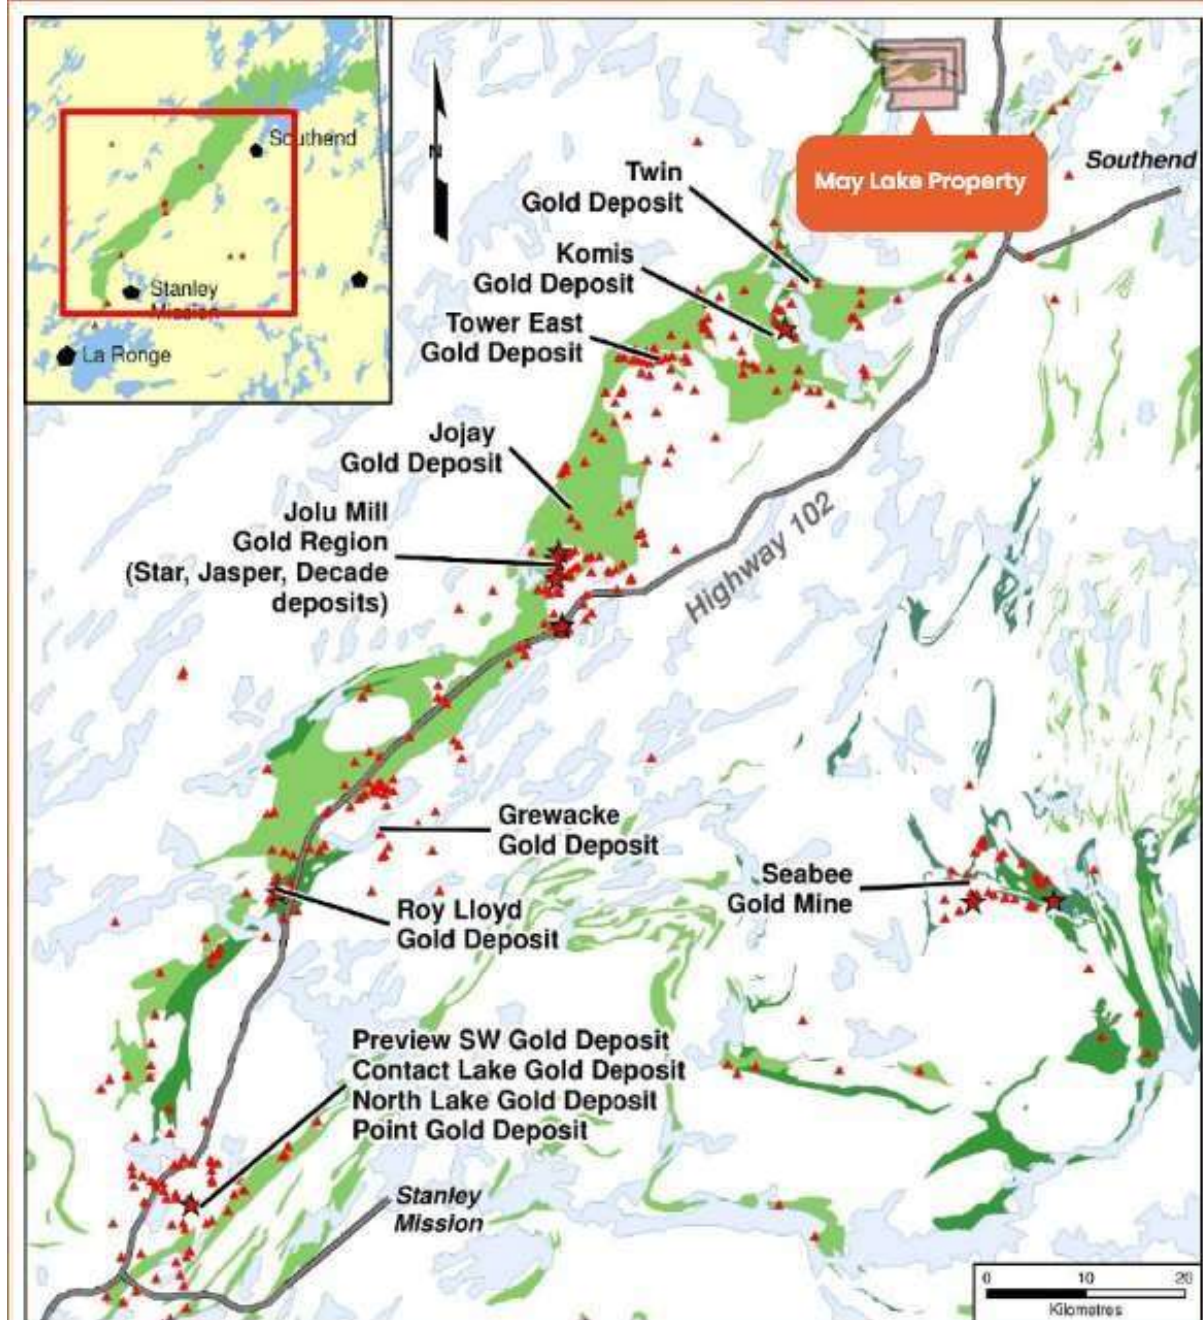 Southend
Stanley
Mission
La Ronge
N
May Lake Property
Southend
Twin
Gold Deposit
Komis
Gold Deposit
Tower East
Gold Deposit
Jojay
Gold Deposit
Jolu Mill
Gold Region
(Star, Jasper, Decade
deposits)
Highway 102
Grewacke
Gold Deposit
Seabee
Gold Mine
Roy Lloyd
Gold Deposit
Preview SW Gold Deposit
Contact Lake Gold Deposit
North Lake Gold Deposit
Point Gold Deposit
Stanley
Mission
0 10 20
Kilometres